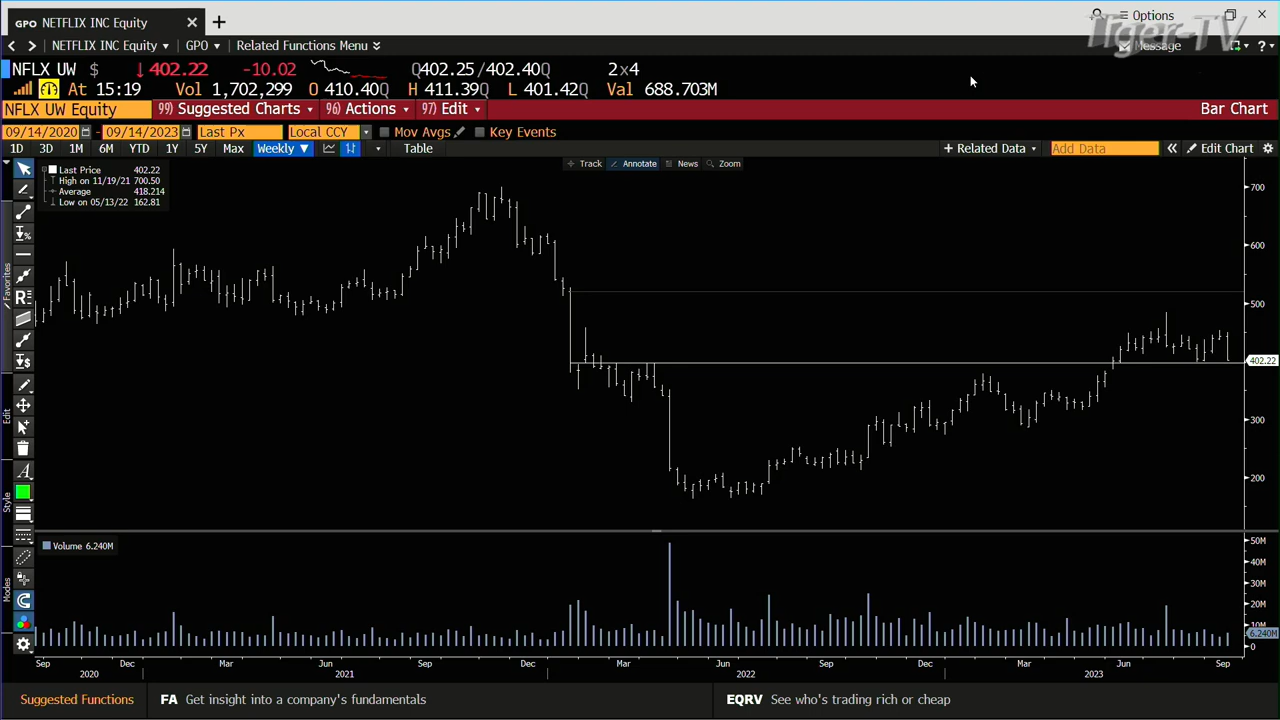 GPO NETFLIX INC Equity × +
Options
Tiger-TV
NETFLIX INC Equity GPO Related Functions Menu Message ?
NFLX UW $ ↓402.22 -10.02 Q402.25/402.40Q 2x4
At 15:19 Vol 1,702,299 O 410.40Q H 411.39Q L 401.42Q Val 688.703M
NFLX UW Equity 99) Suggested Charts 96) Actions 97) Edit Bar Chart
09/14/2020 - 09/14/2023 Last Px Local CCY Mov Avgs Key Events
1D 3D 1M 6M YTD 1Y 5Y Max Weekly ▼ Table + Related Data Add Data « Edit Chart
Track Annotate News Zoom
Last Price 402.22
High on 11/19/21 700.50
Average 418.214
Low on 05/13/22 162.81
Favorites
Edit
Style
Modes
700
600
500
402.22
300
200
Volume 6.240M
50M
40M
30M
20M
10M
6.240M
0
Sep Dec Mar Jun Sep Dec Mar Jun Sep Dec Mar Jun Sep
2020 2021 2022 2023
Suggested Functions FA Get insight into a company's fundamentals EQRV See who's trading rich or cheap